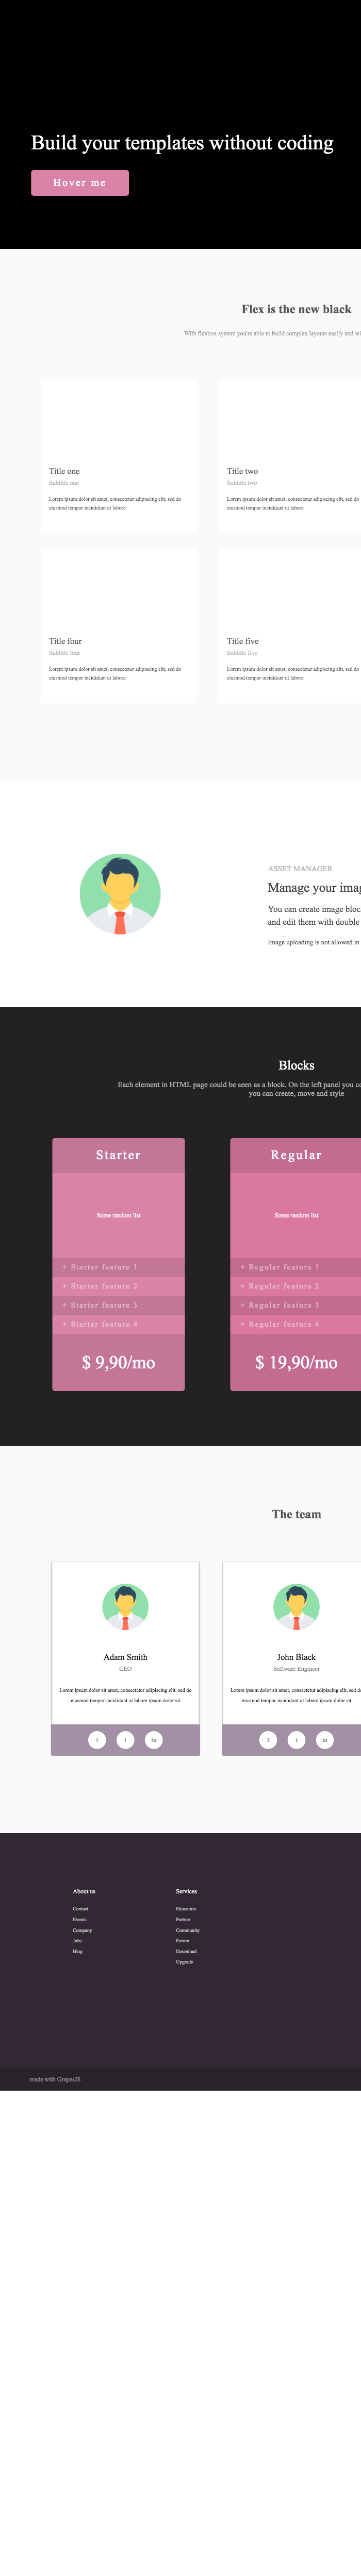 Build your templates without coding
Hover me
Flex is the new black
With flexbox system you're able to build complex layouts easily and wi
Title one
Subtitle one
Lorem ipsum dolor sit amet, consectetur adipiscing elit, sed do
eiusmod tempor incididunt ut labore
Title two
Subtitle two
Lorem ipsum dolor sit amet, consectetur adipiscing elit, sed do
eiusmod tempor incididunt ut labore
Title four
Subtitle four
Lorem ipsum dolor sit amet, consectetur adipiscing elit, sed do
eiusmod tempor incididunt ut labore
Title five
Subtitle five
Lorem ipsum dolor sit amet, consectetur adipiscing elit, sed do
eiusmod tempor incididunt ut labore
ASSET MANAGER
Manage your imag
You can create image bloc
and edit them with double
Image uploading is not allowed in
Blocks
Each element in HTML page could be seen as a block. On the left panel you co
you can create, move and style
Starter
Some random list
+ Starter feature 1
+ Starter feature 2
+ Starter feature 3
+ Starter feature 4
$ 9,90/mo
Regular
Some random list
+ Regular feature 1
+ Regular feature 2
+ Regular feature 3
+ Regular feature 4
$ 19,90/mo
The team
Adam Smith
CEO
Lorem ipsum dolor sit amet, consectetur adipiscing elit, sed do
eiusmod tempor incididunt ut labore ipsum dolor sit
f t in
John Black
Software Engineer
Lorem ipsum dolor sit amet, consectetur adipiscing elit, sed do
eiusmod tempor incididunt ut labore ipsum dolor sit
f t in
About us
Contact
Events
Company
Jobs
Blog
Services
Education
Partner
Community
Forum
Download
Upgrade
made with GrapesJS